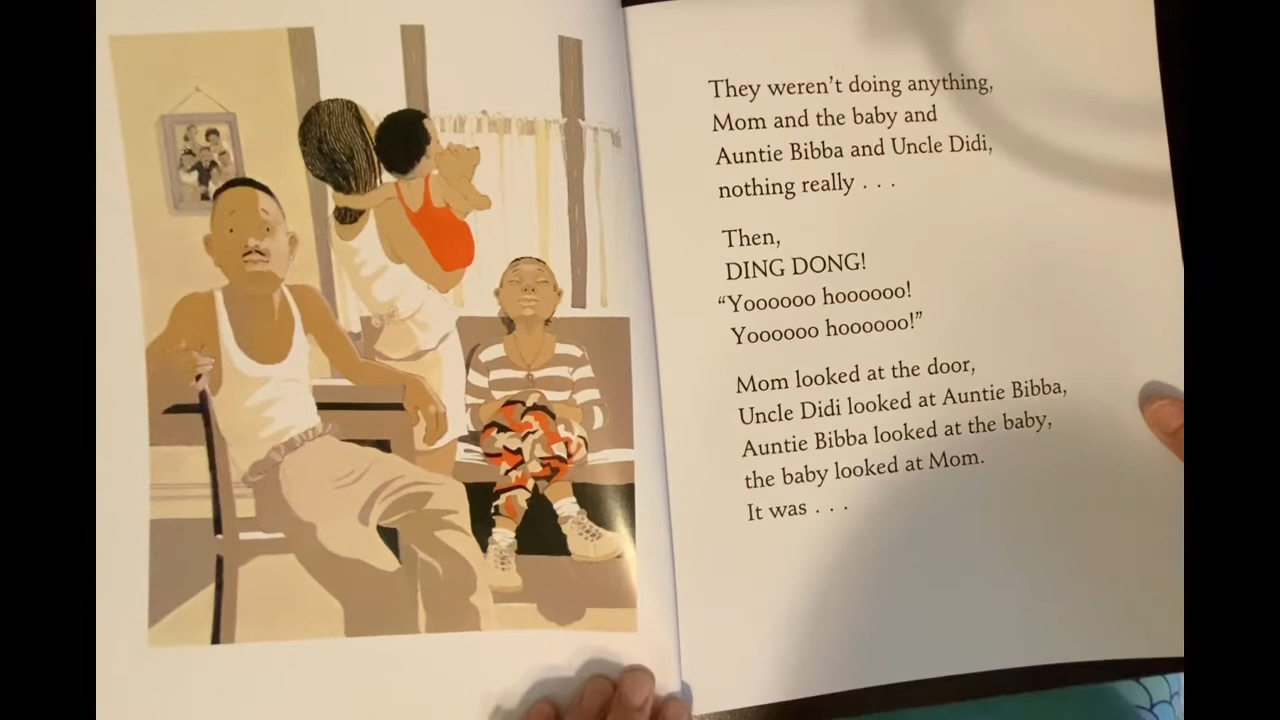 They weren't doing anything,
Mom and the baby and
Auntie Bibba and Uncle Didi,
nothing really . . .
Then,
DING DONG!
“Yoooooo hoooooo!
Yoooooo hoooooo!”
Mom looked at the door,
Uncle Didi looked at Auntie Bibba,
Auntie Bibba looked at the baby,
the baby looked at Mom.
It was . . .